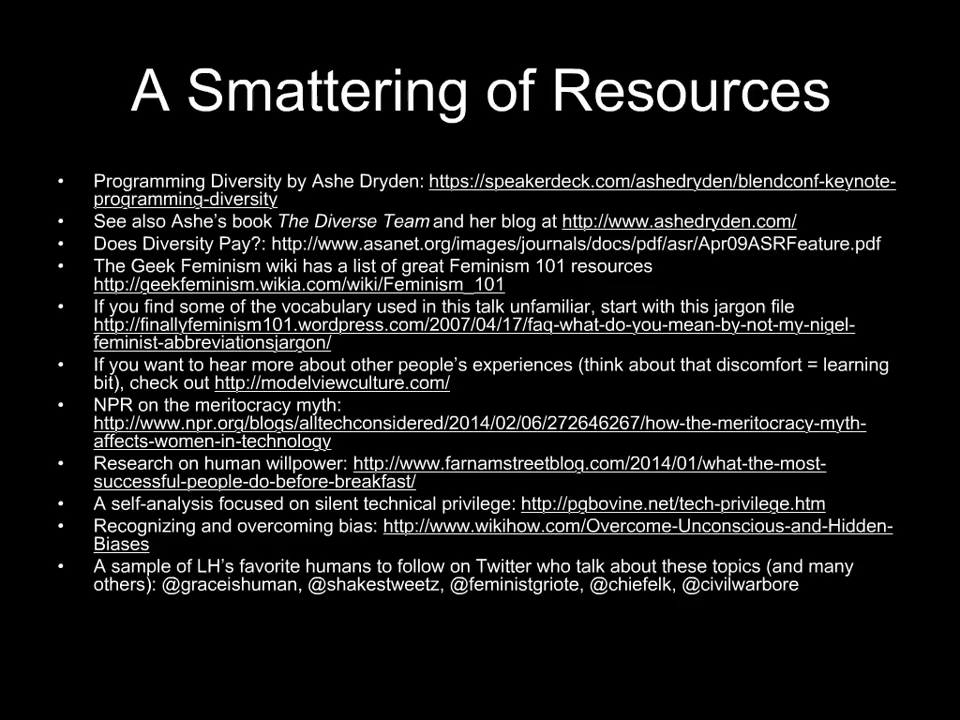 A Smattering of Resources
• Programming Diversity by Ashe Dryden: https://speakerdeck.com/ashedryden/blendconf-keynote-
programming-diversity
• See also Ashe's book The Diverse Team and her blog at http://www.ashedryden.com/
• Does Diversity Pay?: http://www.asanet.org/images/journals/docs/pdf/asr/Apr09ASRFeature.pdf
• The Geek Feminism wiki has a list of great Feminism 101 resources
http://geekfeminism.wikia.com/wiki/Feminism_101
• If you find some of the vocabulary used in this talk unfamiliar, start with this jargon file
http://finallyfeminism101.wordpress.com/2007/04/17/faq-what-do-you-mean-by-not-my-nigel-
feminist-abbreviationsjargon/
• If you want to hear more about other people's experiences (think about that discomfort = learning
bit), check out http://modelviewculture.com/
• NPR on the meritocracy myth:
http://www.npr.org/blogs/alltechconsidered/2014/02/06/272646267/how-the-meritocracy-myth-
affects-women-in-technology
• Research on human willpower: http://www.farnamstreetblog.com/2014/01/what-the-most-
successful-people-do-before-breakfast/
• A self-analysis focused on silent technical privilege: http://pgbovine.net/tech-privilege.htm
• Recognizing and overcoming bias: http://www.wikihow.com/Overcome-Unconscious-and-Hidden-
Biases
• A sample of LH's favorite humans to follow on Twitter who talk about these topics (and many
others): @graceishuman, @shakestweetz, @feministgriote, @chiefelk, @civilwarbore